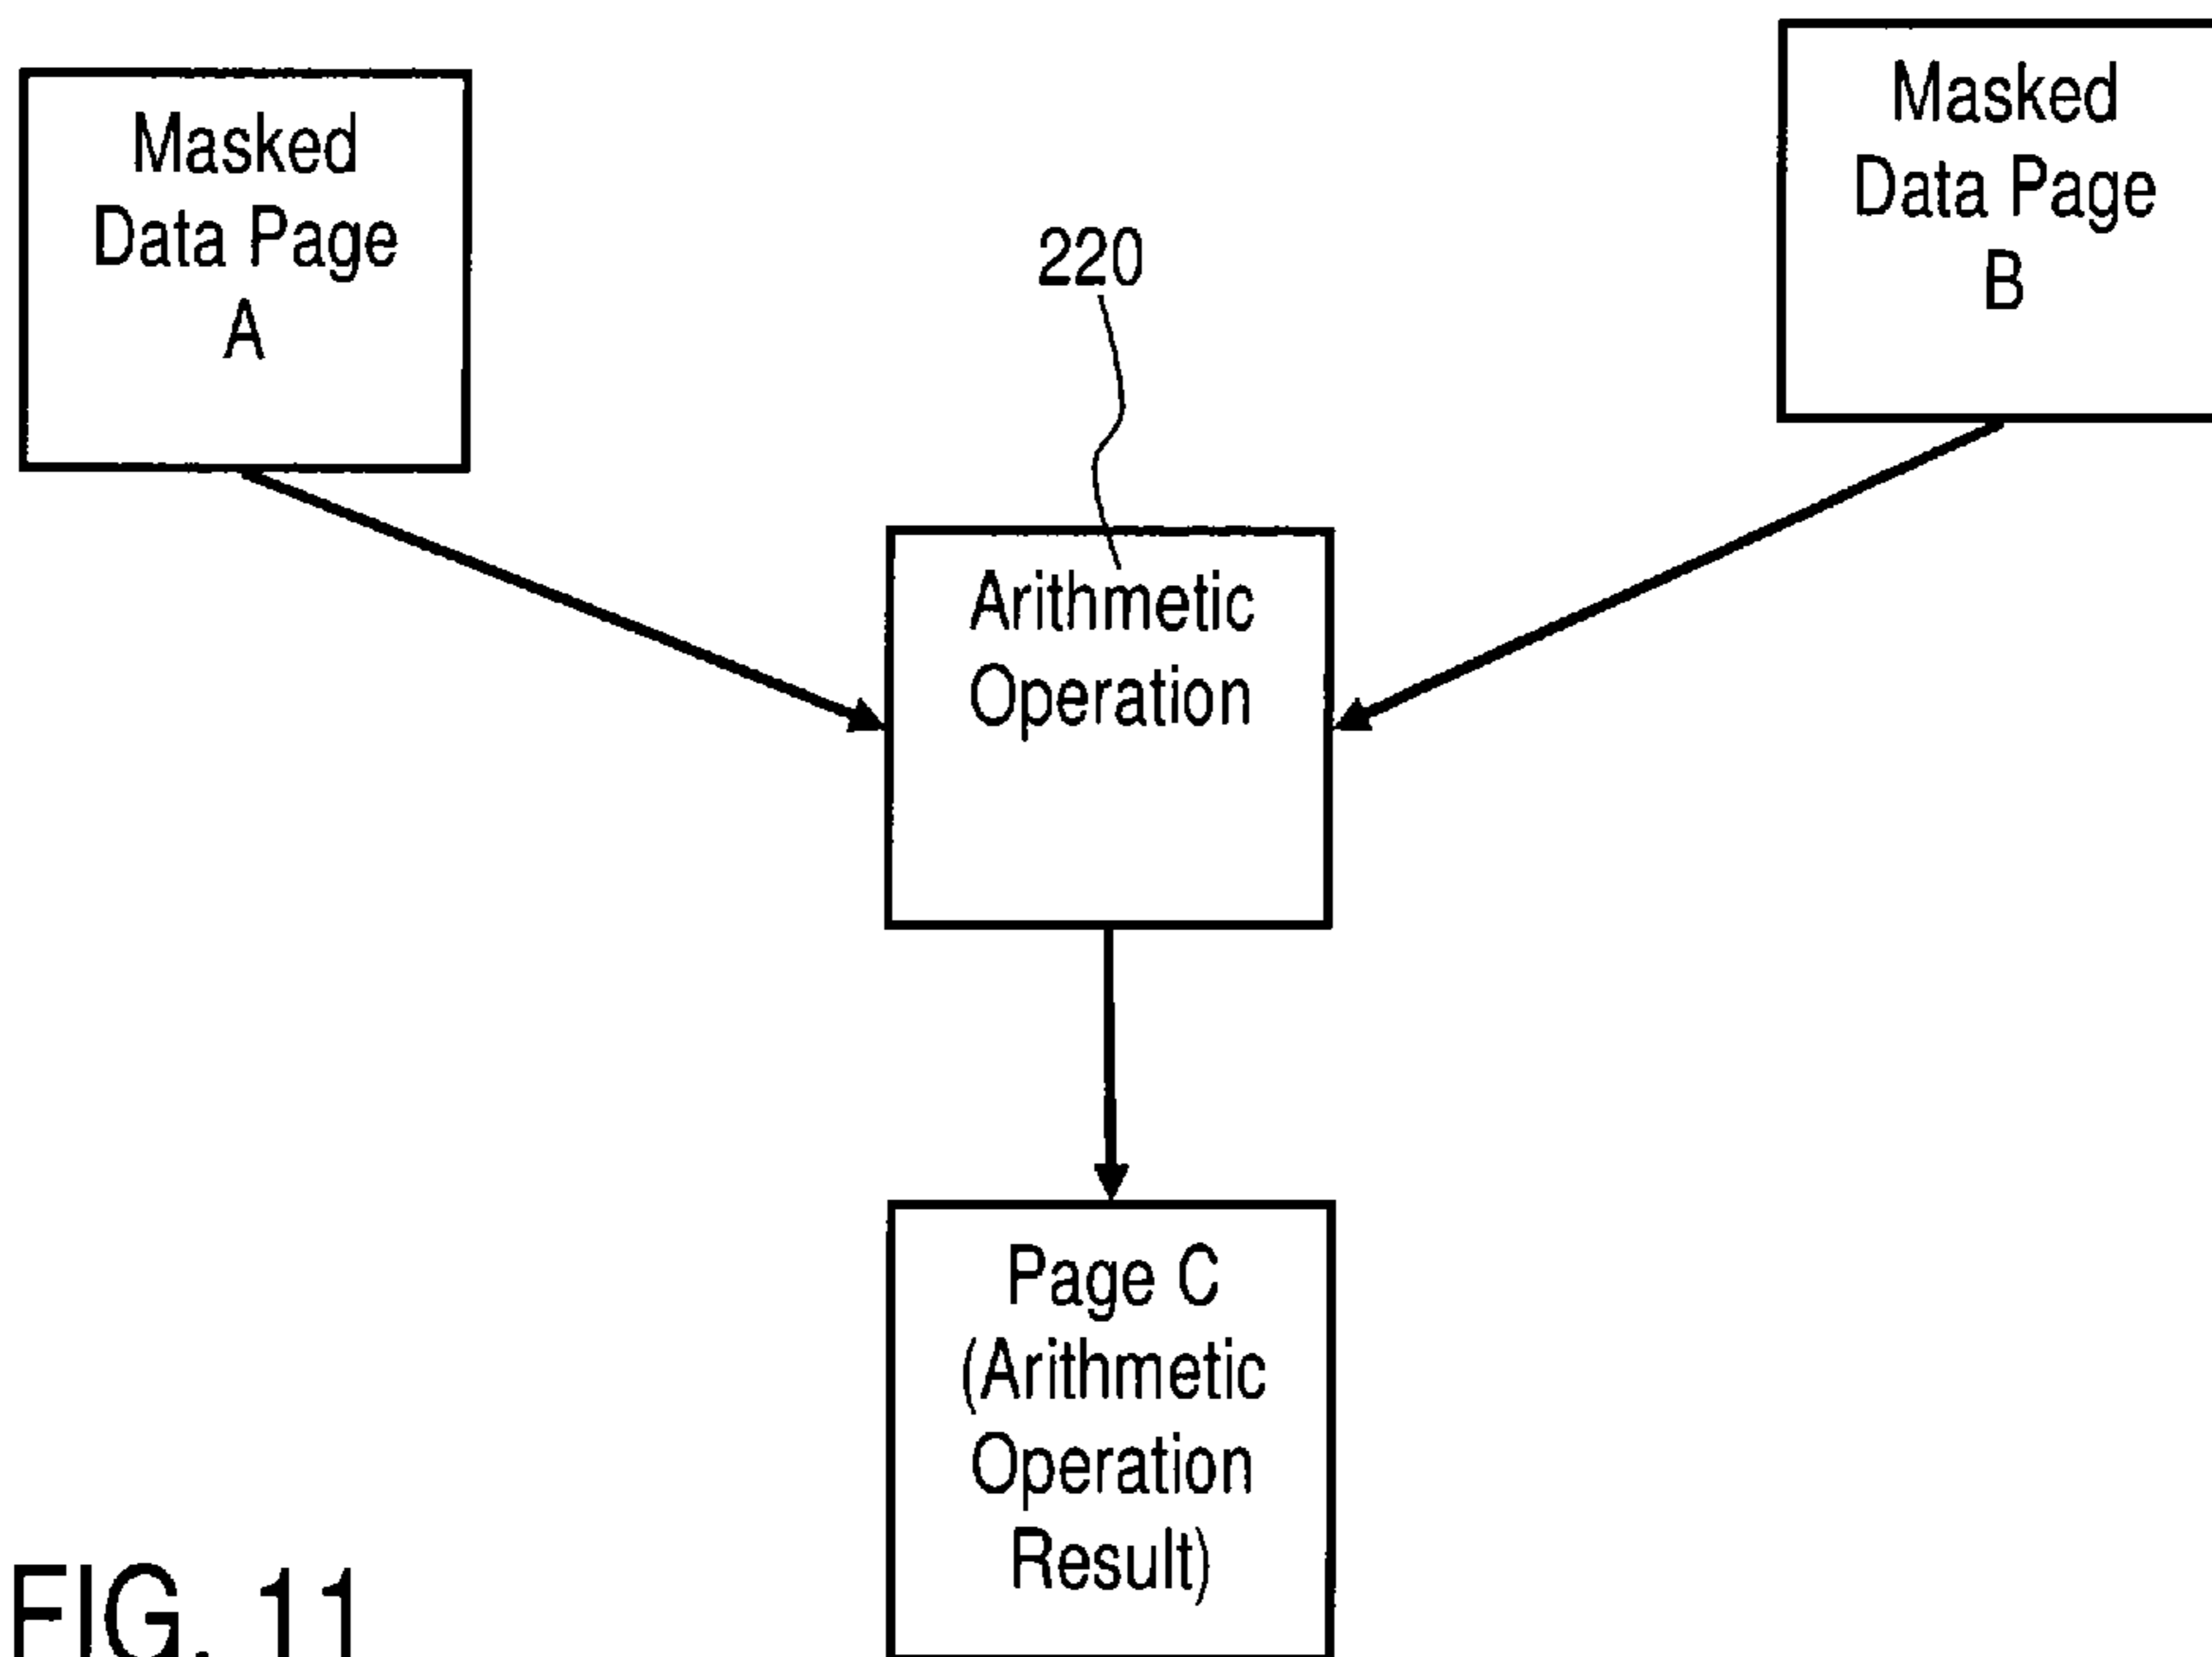 Masked
Data Page
A
Masked
Data Page
B
220
Arithmetic
Operation
Page C
(Arithmetic
Operation
Result)
FIG. 11